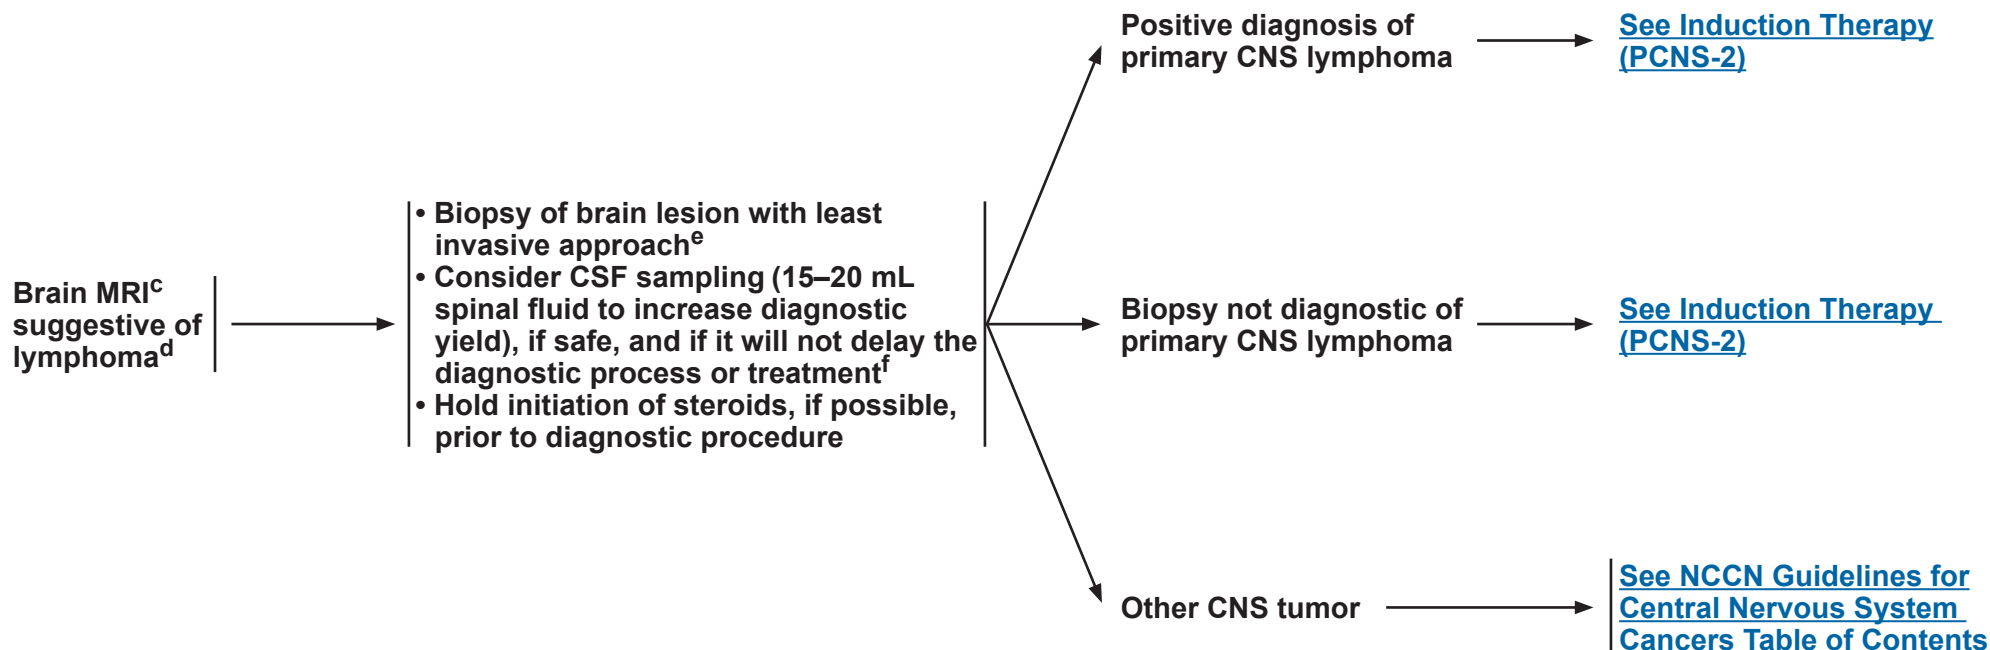 Brain MRIc
suggestive of
lymphomad
• Biopsy of brain lesion with least
invasive approache
• Consider CSF sampling (15–20 mL
spinal fluid to increase diagnostic
yield), if safe, and if it will not delay the
diagnostic process or treatmentf
• Hold initiation of steroids, if possible,
prior to diagnostic procedure
Positive diagnosis of
primary CNS lymphoma
See Induction Therapy
(PCNS-2)
Biopsy not diagnostic of
primary CNS lymphoma
See Induction Therapy
(PCNS-2)
Other CNS tumor
See NCCN Guidelines for
Central Nervous System
Cancers Table of Contents